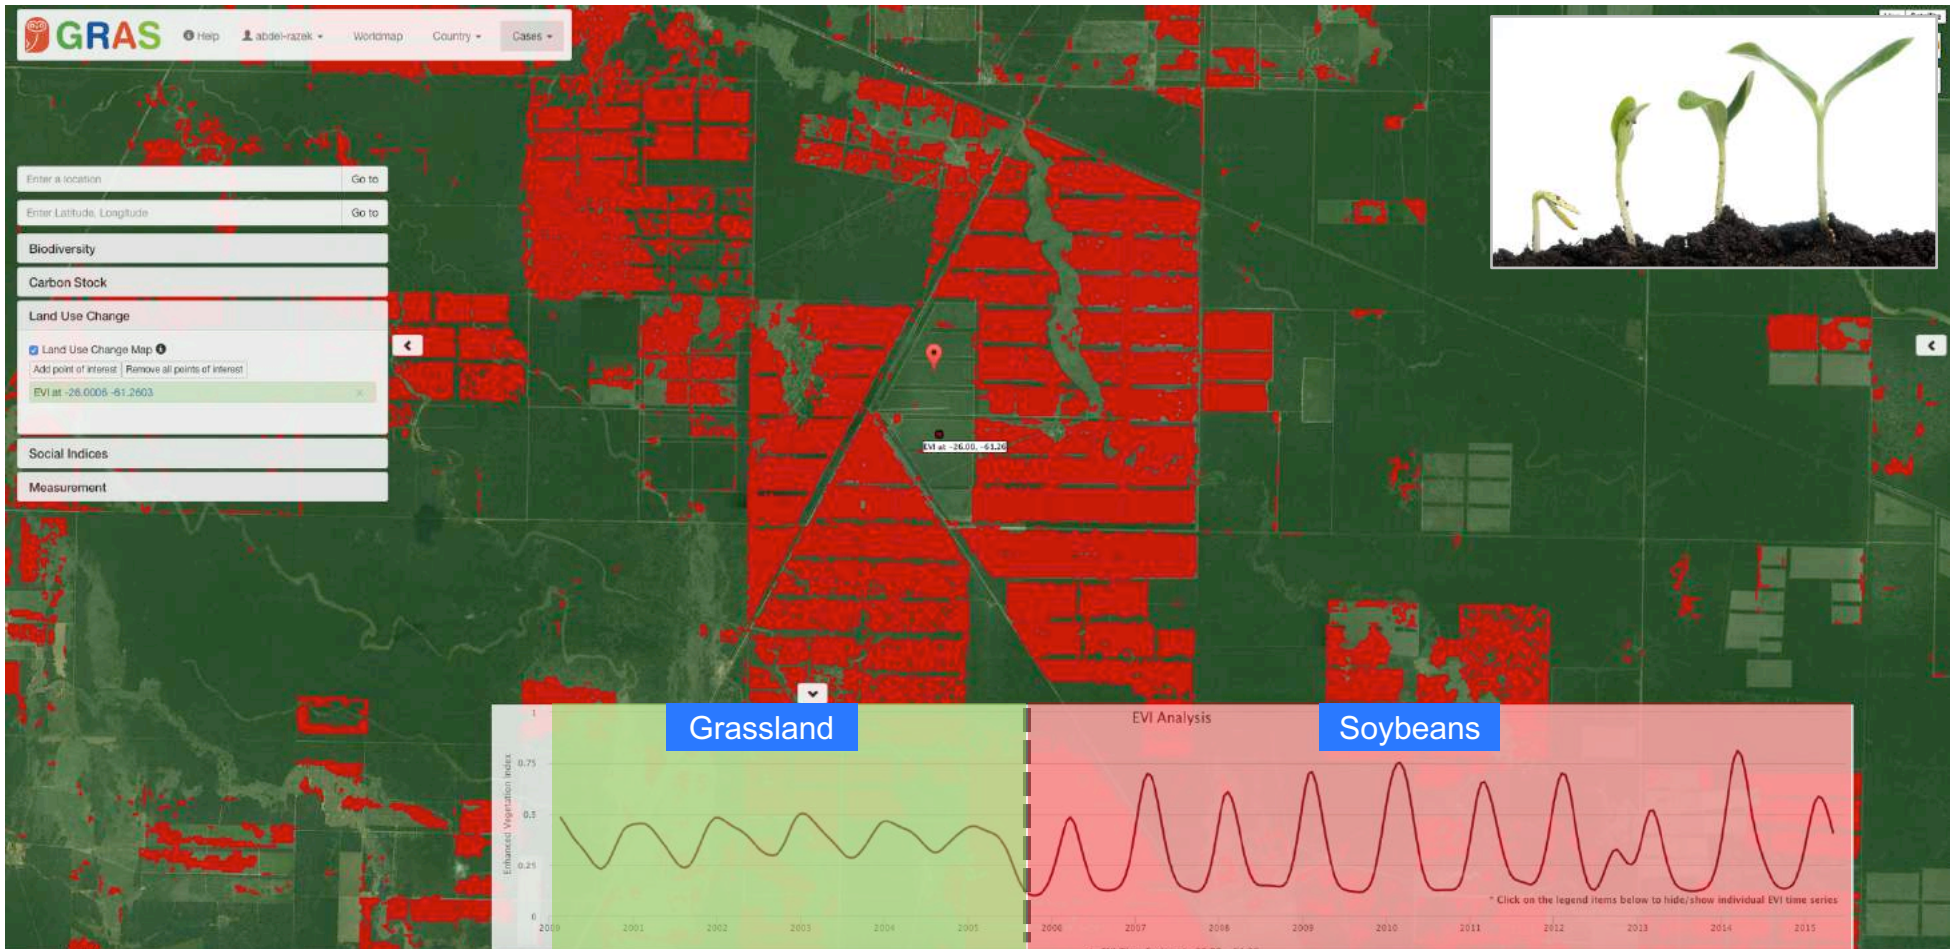 GRAS
Help
abdel-razek
Worldmap
Country
Cases
Enter a location
Go to
Enter Latitude, Longitude
Go to
Biodiversity
Carbon Stock
Land Use Change
Land Use Change Map
Add point of interest
Remove all points of interest
EVI at -26.0006 -61.2603
Social Indices
Measurement
EVI at -26.00, -61.26
Grassland
EVI Analysis
Soybeans
Enhanced Vegetation Index
1
0.75
0.5
0.25
0
* Click on the legend items below to hide/show individual EVI time series
2000
2001
2002
2003
2004
2005
2006
2007
2008
2009
2010
2011
2012
2013
2014
2015